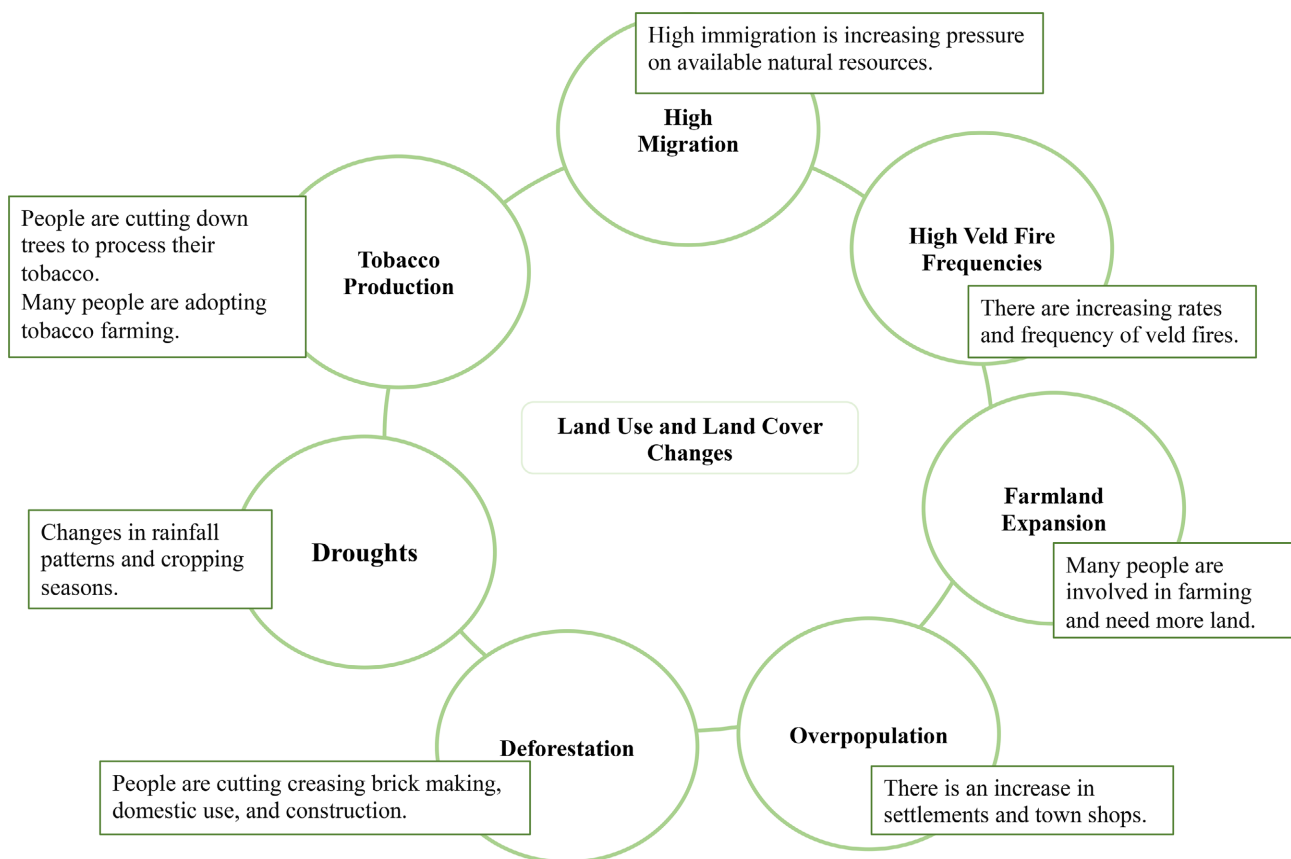 High immigration is increasing pressure
on available natural resources.
High
Migration
High Veld Fire
Frequencies
There are increasing rates
and frequency of veld fires.
Farmland
Expansion
Many people are
involved in farming
and need more land.
Overpopulation
There is an increase in
settlements and town shops.
Deforestation
People are cutting creasing brick making,
domestic use, and construction.
Droughts
Changes in rainfall
patterns and cropping
seasons.
Tobacco
Production
People are cutting down
trees to process their
tobacco.
Many people are adopting
tobacco farming.
Land Use and Land Cover
Changes